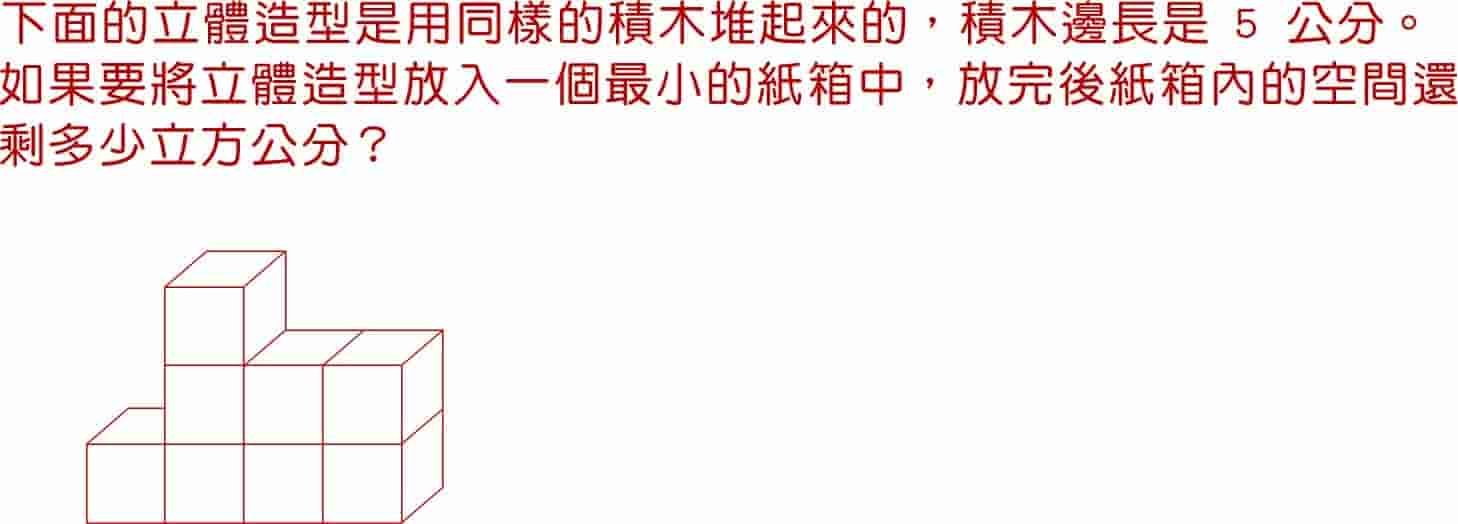 下面的立體造型是用同樣的積木堆起來的，積木邊長是 5 公分。
如果要將立體造型放入一個最小的紙箱中，放完後紙箱內的空間還
剩多少立方公分？